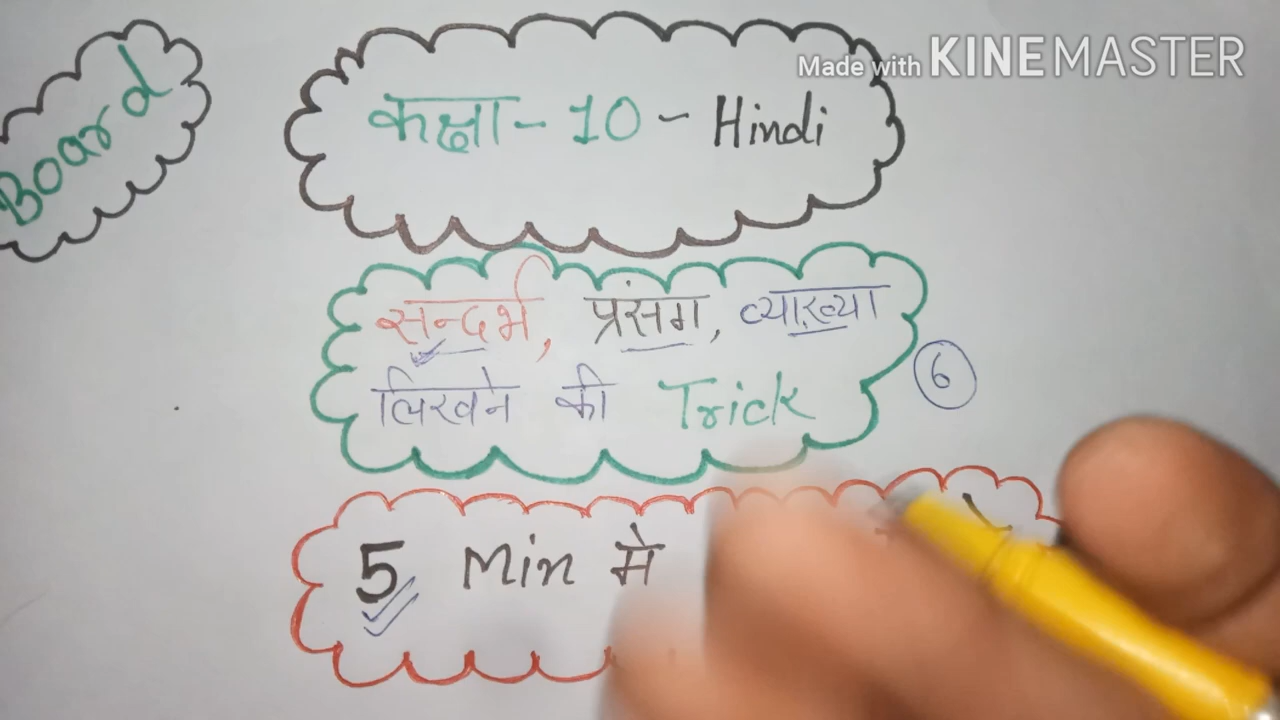 Made with KINEMASTER
Board
कक्षा - 10 - Hindi
सन्दर्भ, प्रसंग, व्याख्या
लिखने की Trick
6
5 Min मे